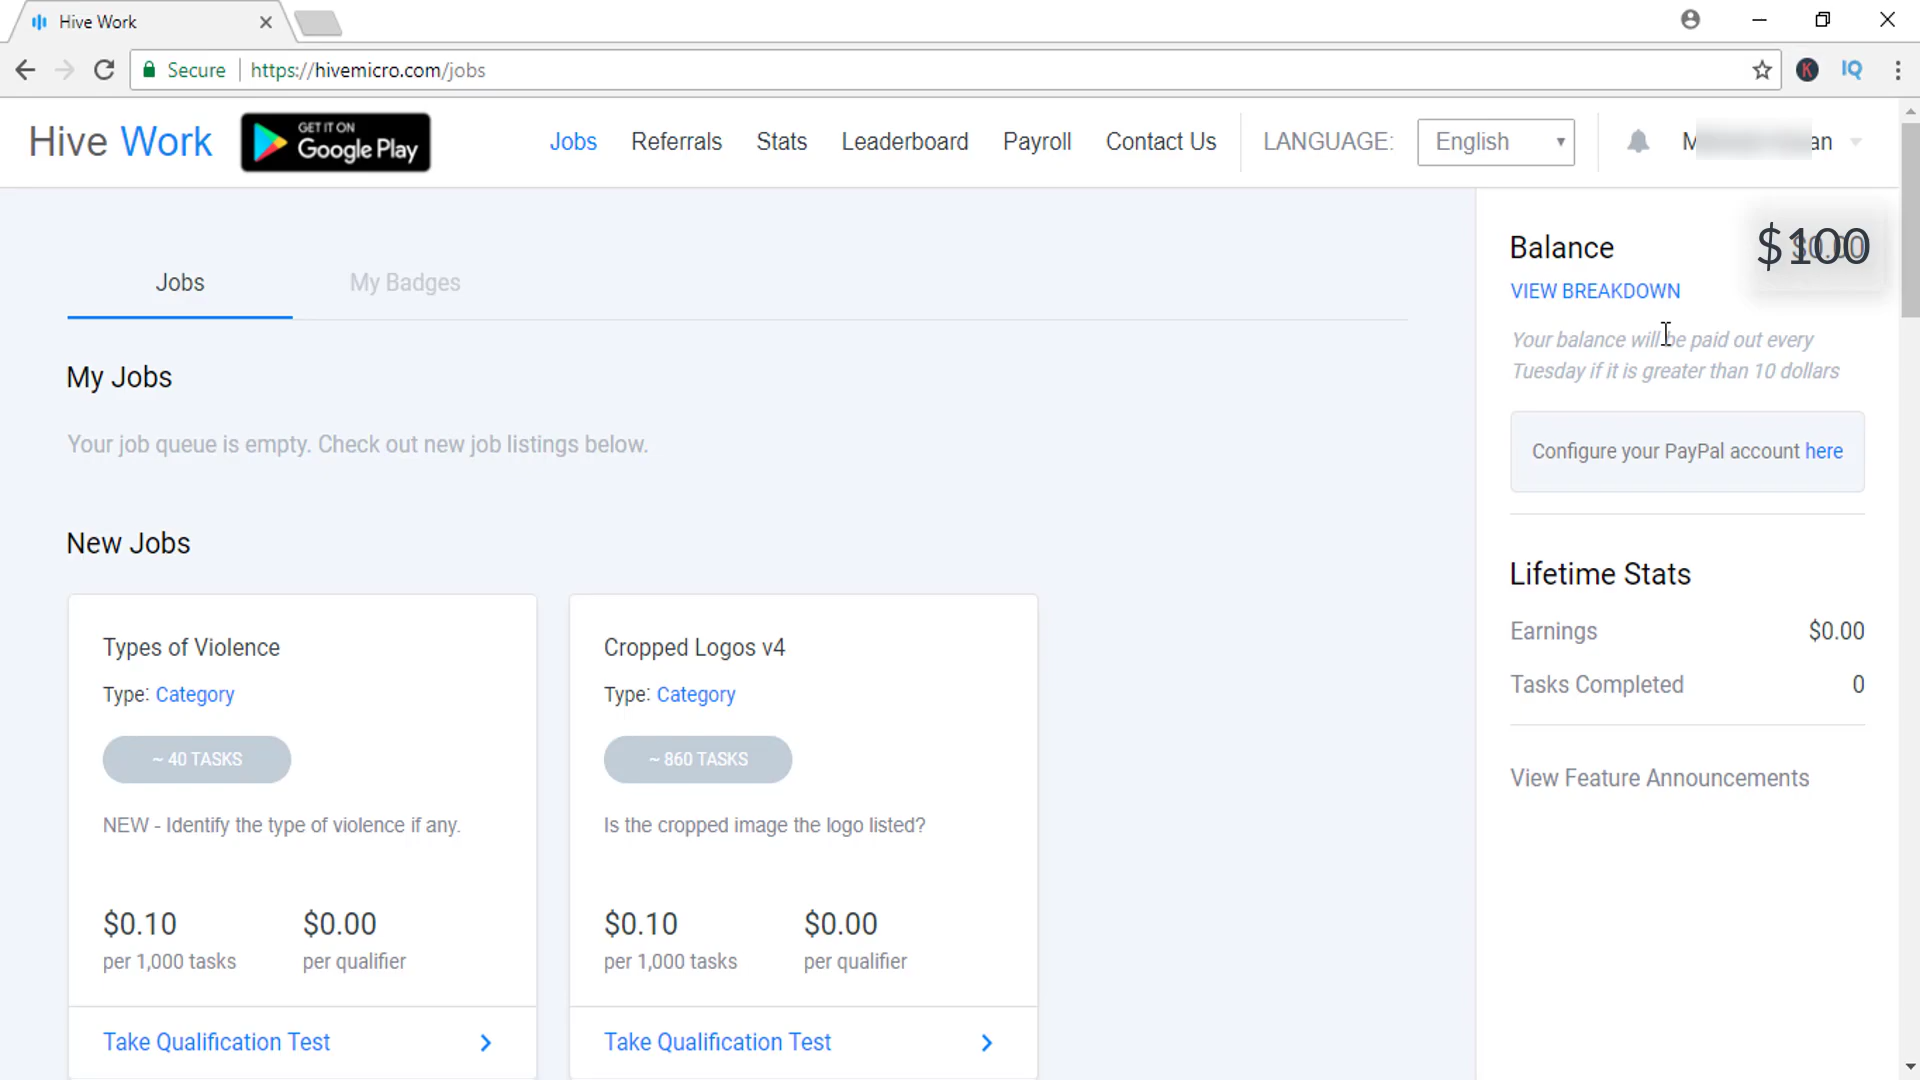 Hive Work
Secure
https://hivemicro.com/jobs
Hive Work
GET IT ON
Google Play
Jobs
Referrals
Stats
Leaderboard
Payroll
Contact Us
LANGUAGE:
English
Jobs
My Badges
My Jobs
Your job queue is empty. Check out new job listings below.
New Jobs
Types of Violence
Type: Category
~ 40 TASKS
NEW - Identify the type of violence if any.
$0.10
per 1,000 tasks
$0.00
per qualifier
Take Qualification Test
Cropped Logos v4
Type: Category
~ 860 TASKS
Is the cropped image the logo listed?
$0.10
per 1,000 tasks
$0.00
per qualifier
Take Qualification Test
Balance
$100
$0.00
VIEW BREAKDOWN
Your balance will be paid out every
Tuesday if it is greater than 10 dollars
Configure your PayPal account here
Lifetime Stats
Earnings
$0.00
Tasks Completed
0
View Feature Announcements
K
IQ